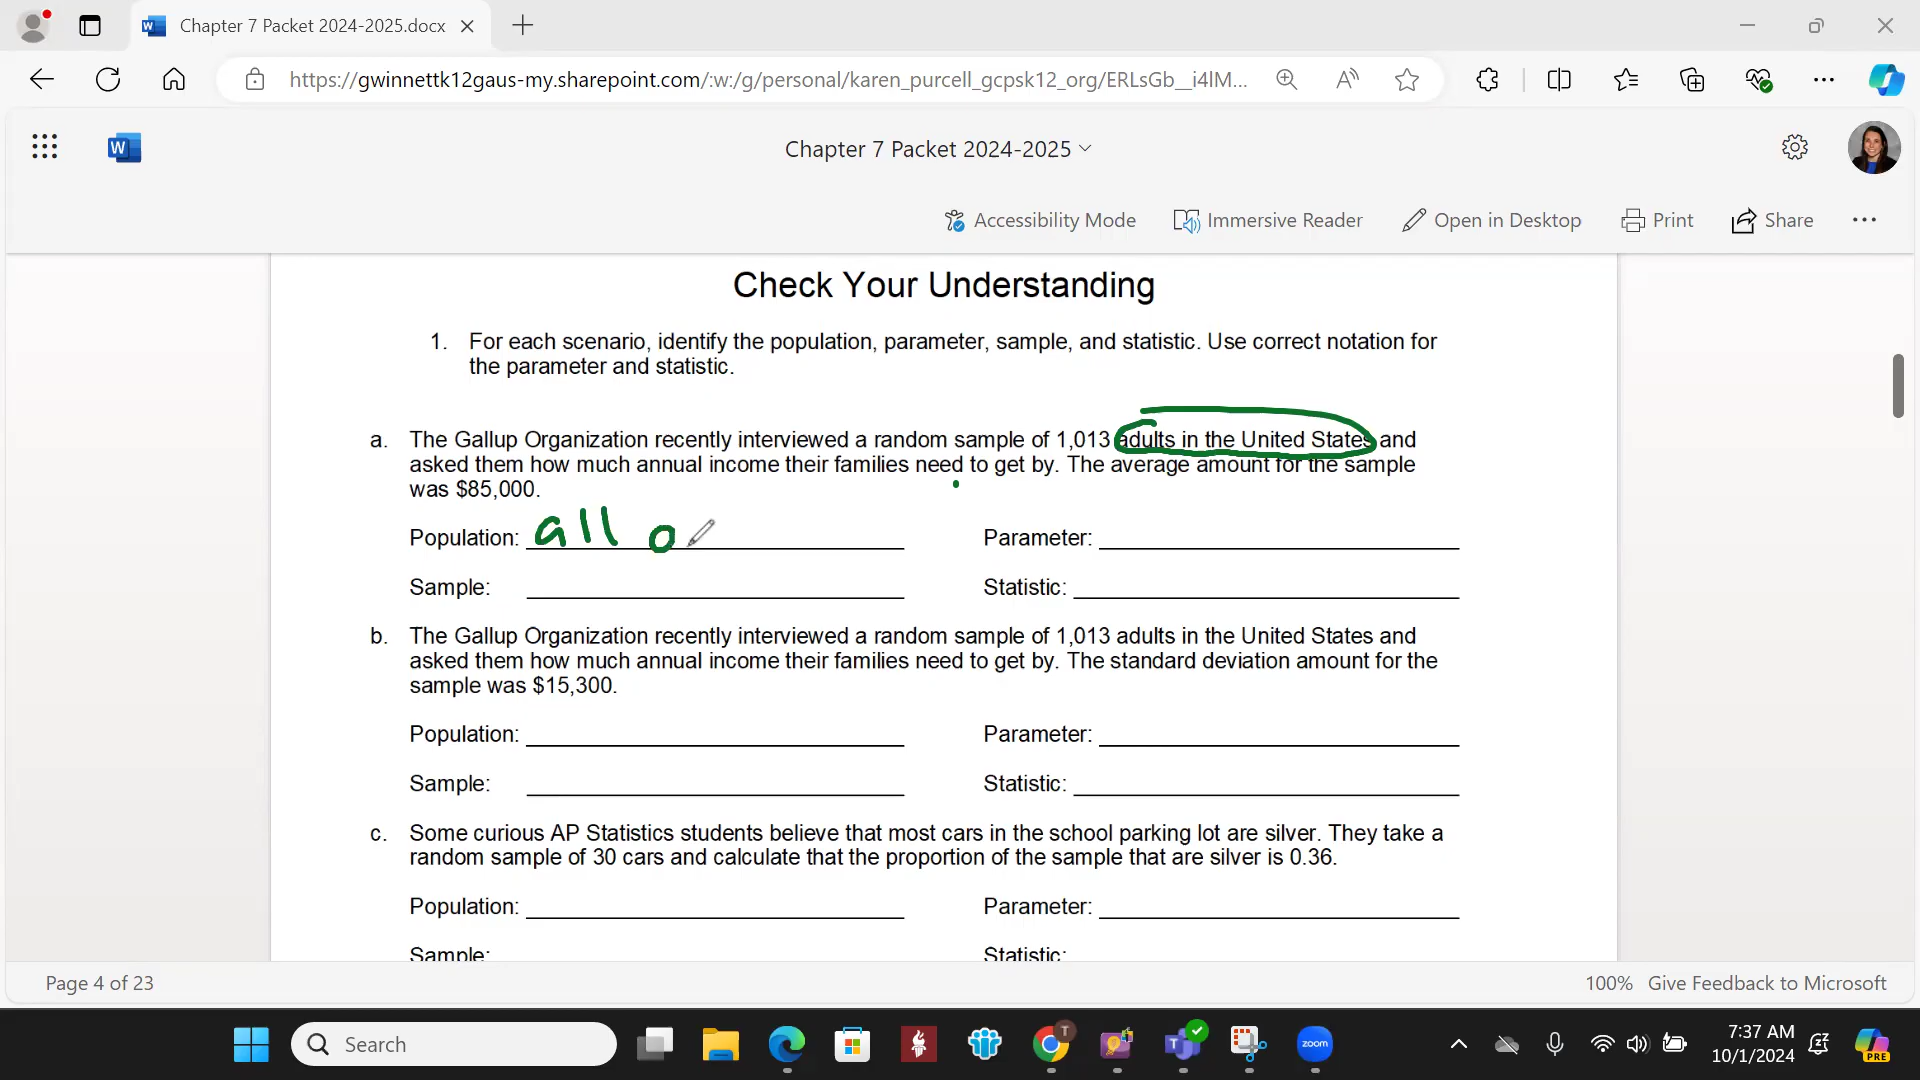 Chapter 7 Packet 2024-2025.docx
https://gwinnettk12gaus-my.sharepoint.com/:w:/g/personal/karen_purcell_gcpsk12_org/ERLsGb__i4lM...
W
Chapter 7 Packet 2024-2025
Accessibility Mode Immersive Reader Open in Desktop Print Share
Check Your Understanding
1. For each scenario, identify the population, parameter, sample, and statistic. Use correct notation for
the parameter and statistic.
a. The Gallup Organization recently interviewed a random sample of 1,013 adults in the United States and
asked them how much annual income their families need to get by. The average amount for the sample
was $85,000.
Population: all o Parameter:
Sample: Statistic:
b. The Gallup Organization recently interviewed a random sample of 1,013 adults in the United States and
asked them how much annual income their families need to get by. The standard deviation amount for the
sample was $15,300.
Population: Parameter:
Sample: Statistic:
c. Some curious AP Statistics students believe that most cars in the school parking lot are silver. They take a
random sample of 30 cars and calculate that the proportion of the sample that are silver is 0.36.
Population: Parameter:
Sample: Statistic:
Page 4 of 23 100% Give Feedback to Microsoft
Search zoom 7:37 AM
10/1/2024
PRE